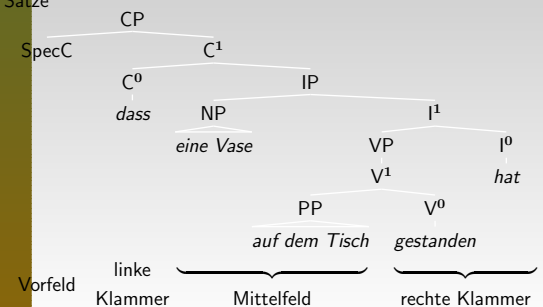 Sätze
CP
SpecC C¹
C⁰ IP
dass NP I¹
eine Vase VP I⁰
V¹ hat
PP V⁰
auf dem Tisch gestanden
Vorfeld linke Klammer Mittelfeld rechte Klammer